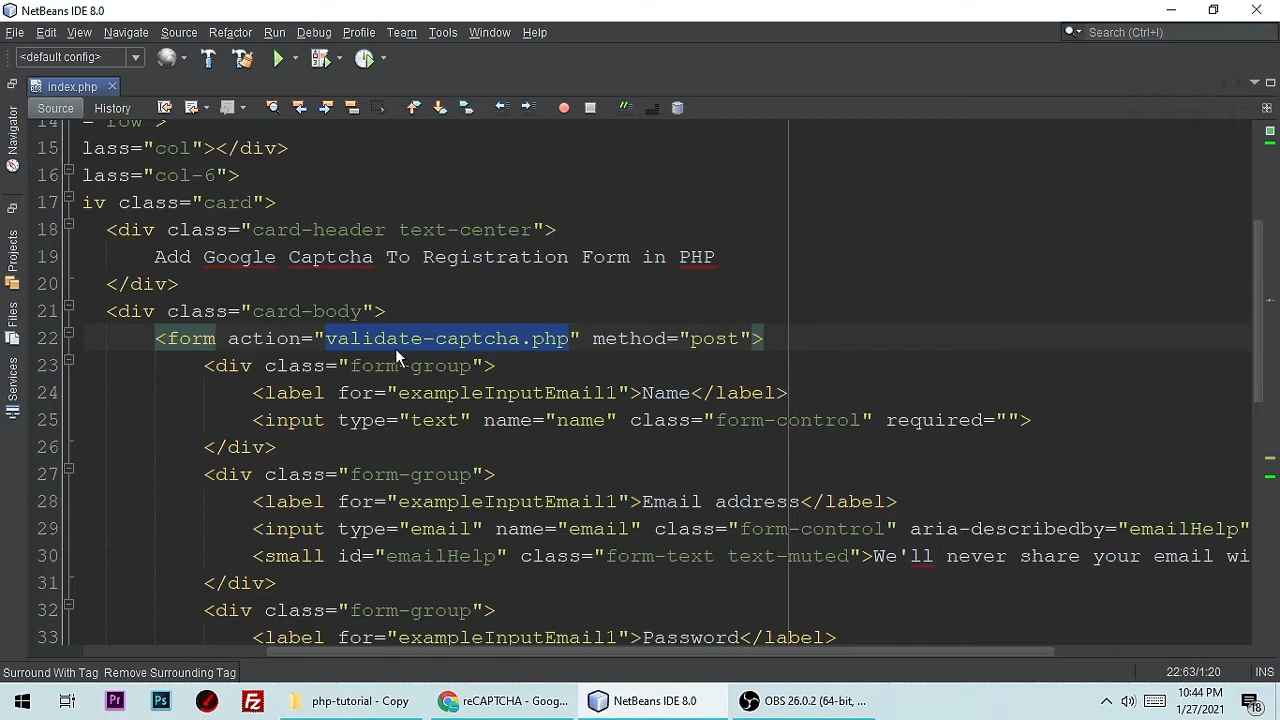 NetBeans IDE 8.0
File Edit View Navigate Source Refactor Run Debug Profile Team Tools Window Help
Search (Ctrl+I)
<default config>
index.php
Source History
Navigator
Projects
Files
Services
14 = row >
15 lass="col"></div>
16 lass="col-6">
17 iv class="card">
18 <div class="card-header text-center">
19 Add Google Captcha To Registration Form in PHP
20 </div>
21 <div class="card-body">
22 <form action="validate-captcha.php" method="post">
23 <div class="form-group">
24 <label for="exampleInputEmail1">Name</label>
25 <input type="text" name="name" class="form-control" required="">
26 </div>
27 <div class="form-group">
28 <label for="exampleInputEmail1">Email address</label>
29 <input type="email" name="email" class="form-control" aria-describedby="emailHelp"
30 <small id="emailHelp" class="form-text text-muted">We'll never share your email wi
31 </div>
32 <div class="form-group">
33 <label for="exampleInputEmail1">Password</label>
Surround With Tag Remove Surrounding Tag
22:63/1:20 INS
Pr Ps FZ
php-tutorial - Copy
reCAPTCHA - Goog...
NetBeans IDE 8.0
OBS 26.0.2 (64-bit, ...
10:44 PM
1/27/2021
18